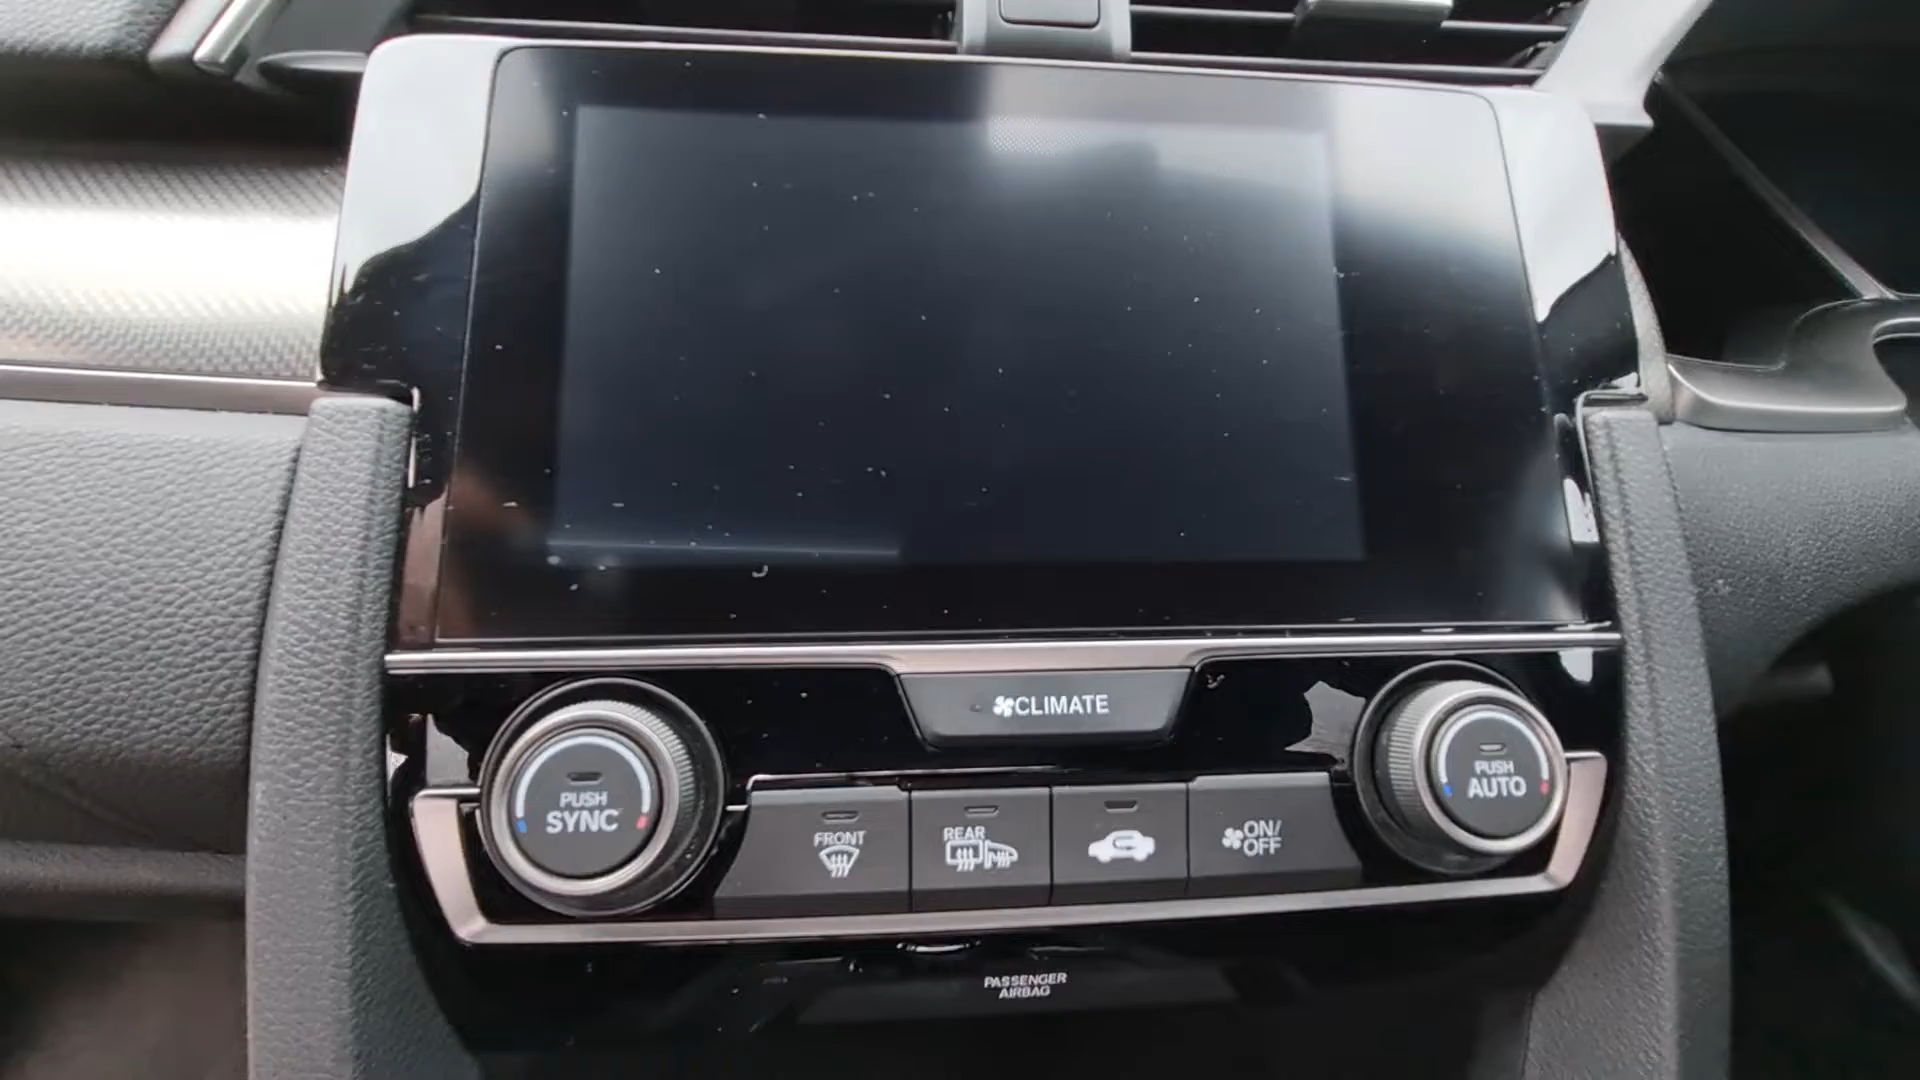 CLIMATE
PUSH
SYNC
FRONT
REAR
ON/
OFF
PUSH
AUTO
PASSENGER
AIRBAG